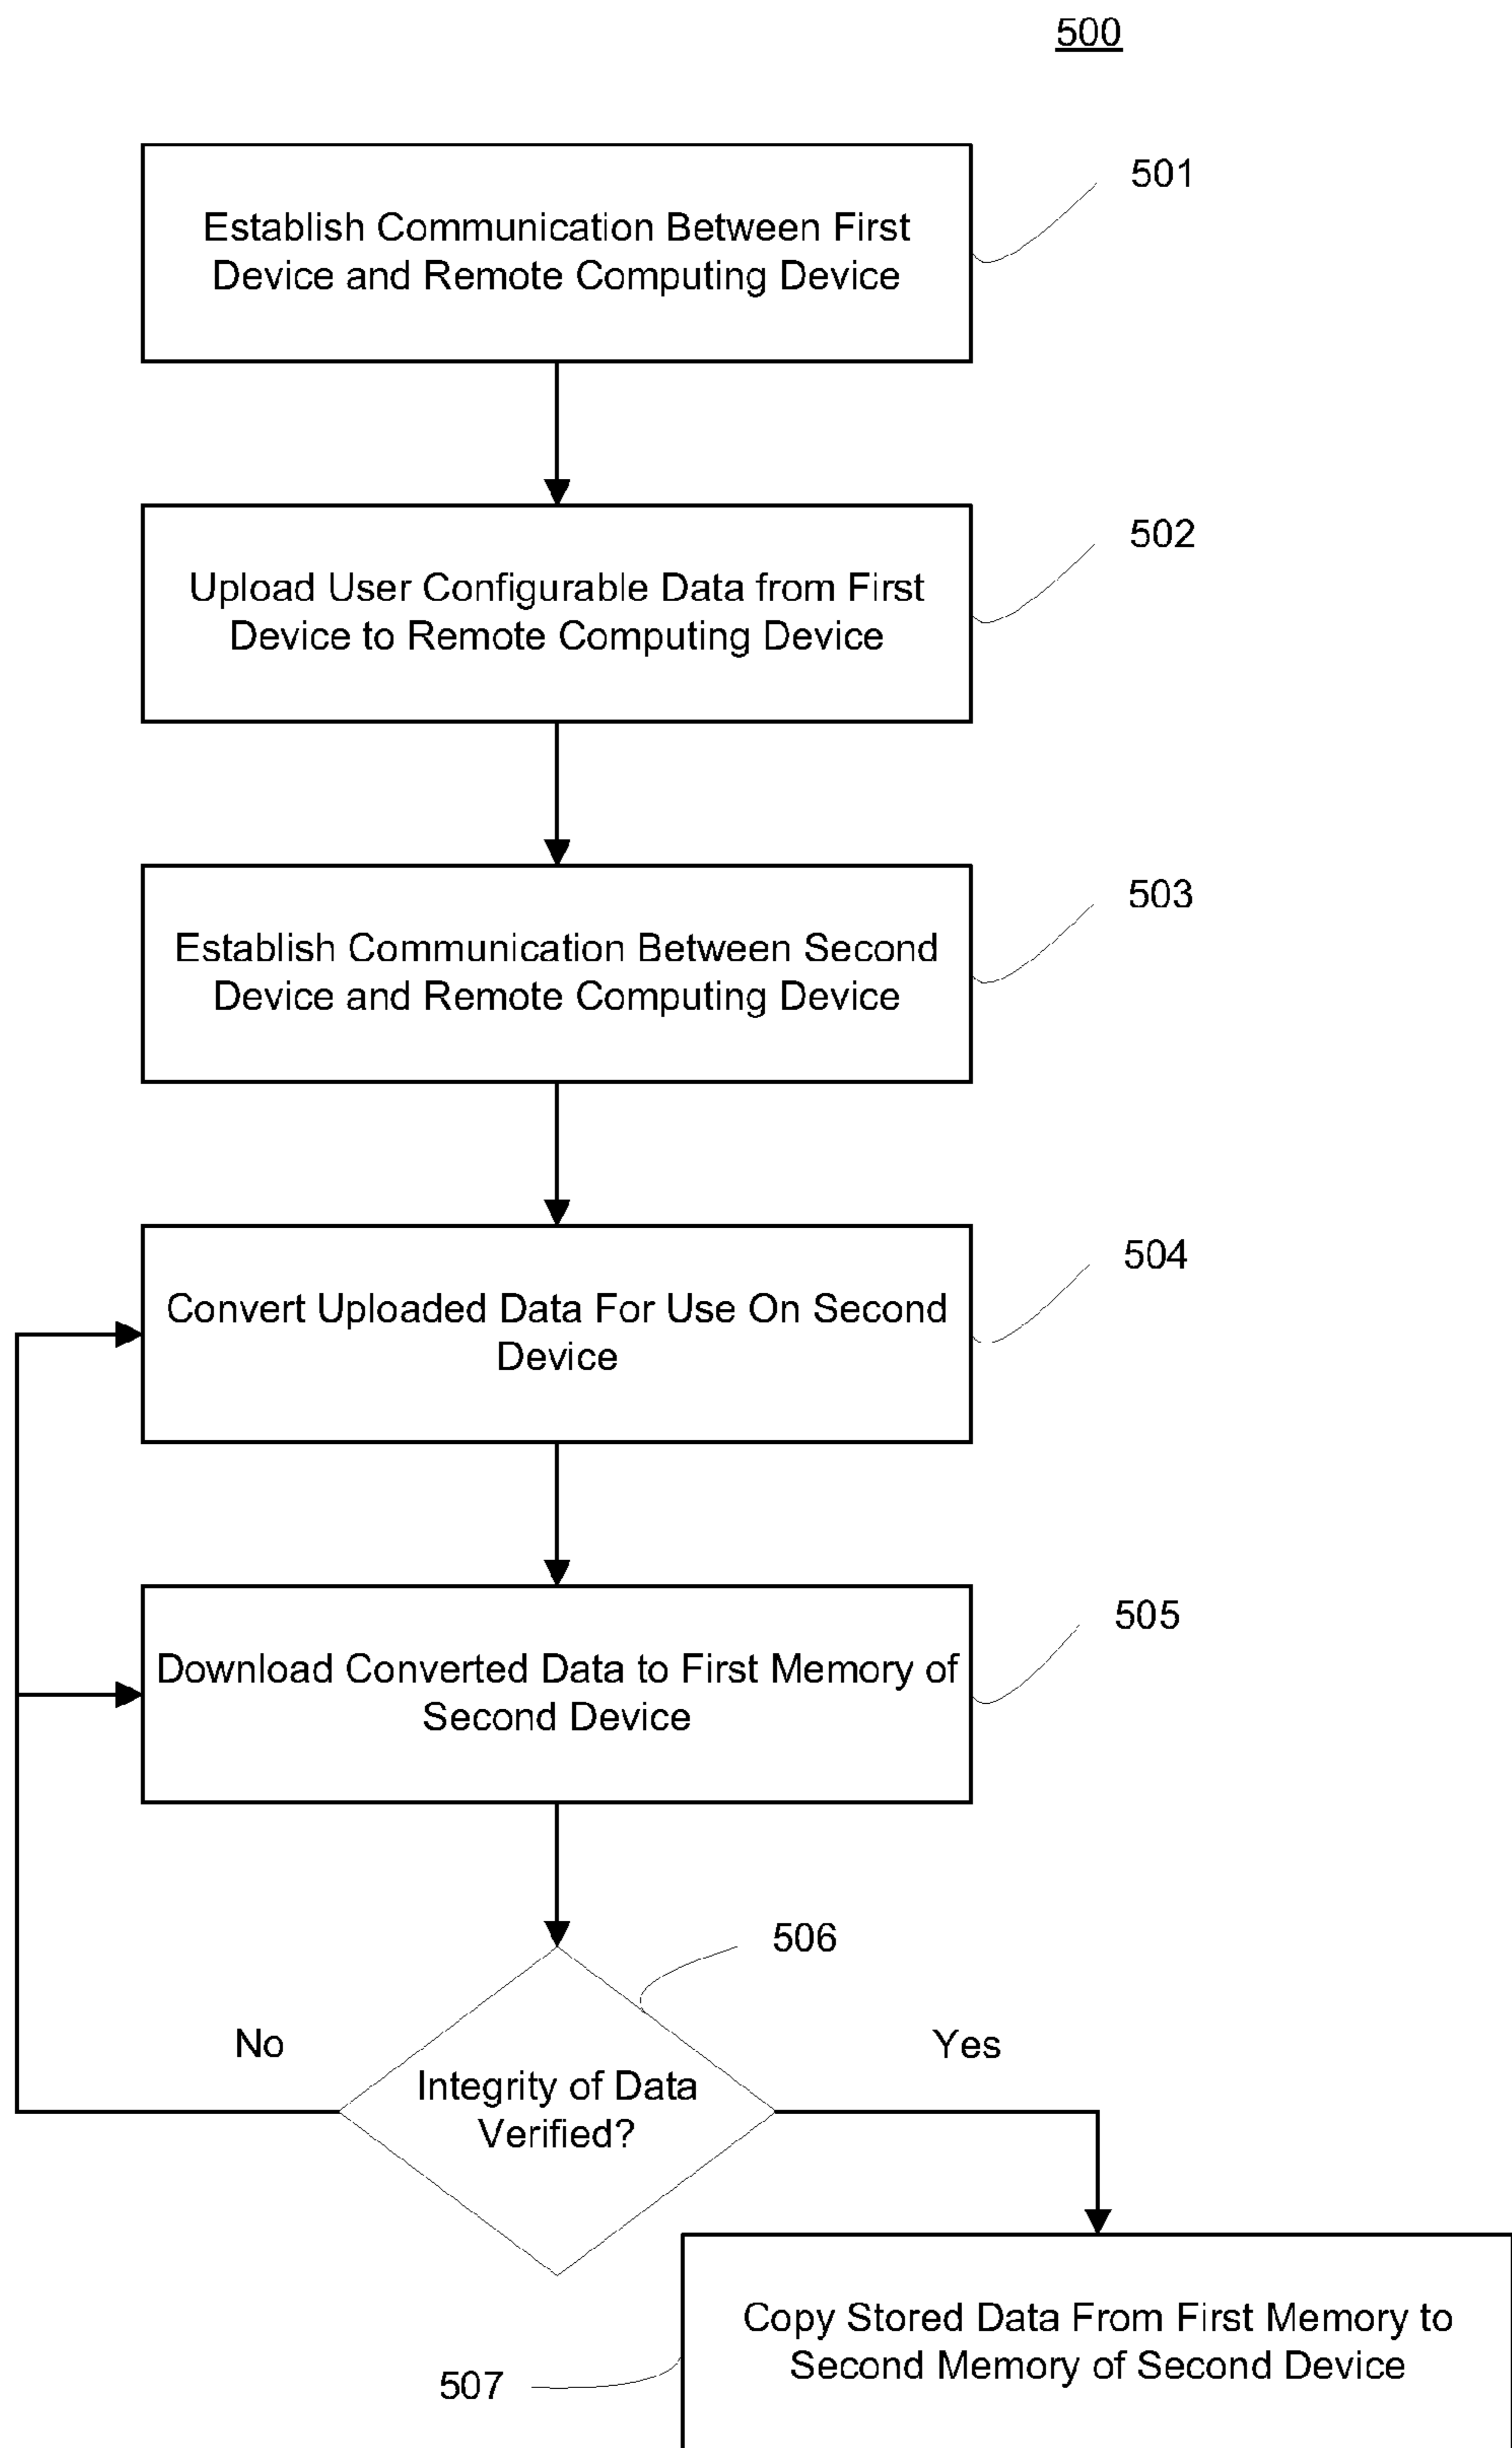 500
501
Establish Communication Between First
Device and Remote Computing Device
502
Upload User Configurable Data from First
Device to Remote Computing Device
503
Establish Communication Between Second
Device and Remote Computing Device
504
Convert Uploaded Data For Use On Second
Device
505
Download Converted Data to First Memory of
Second Device
506
No
Yes
Integrity of Data
Verified?
Copy Stored Data From First Memory to
Second Memory of Second Device
507